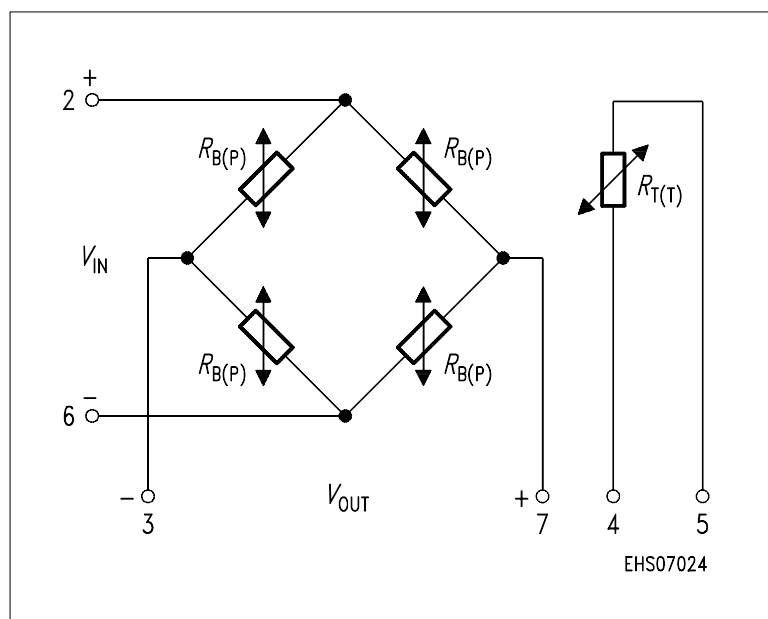 +
2
R_B(P) R_B(P)
R_T(T)
V_IN
R_B(P) R_B(P)
6 −
− V_OUT +
3 7 4 5
EHS07024